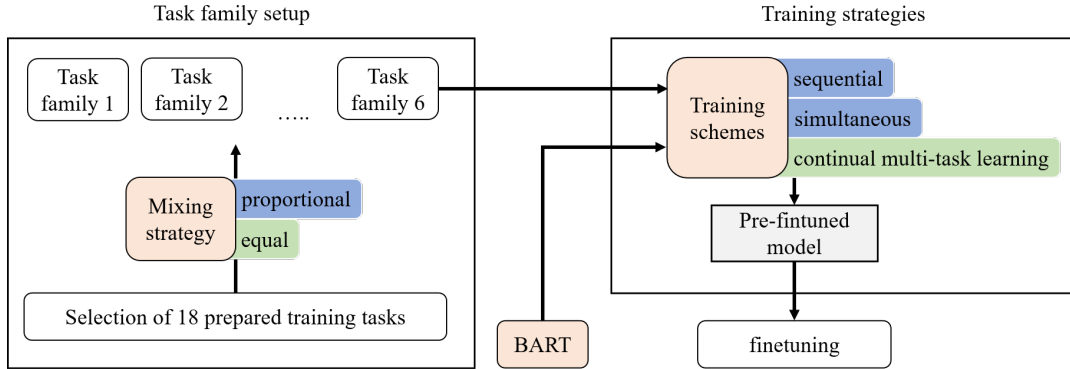 Task family setup
Training strategies
Task
family 1
Task
family 2
.....
Task
family 6
Mixing
strategy
proportional
equal
Selection of 18 prepared training tasks
BART
Training
schemes
sequential
simultaneous
continual multi-task learning
Pre-fintuned
model
finetuning